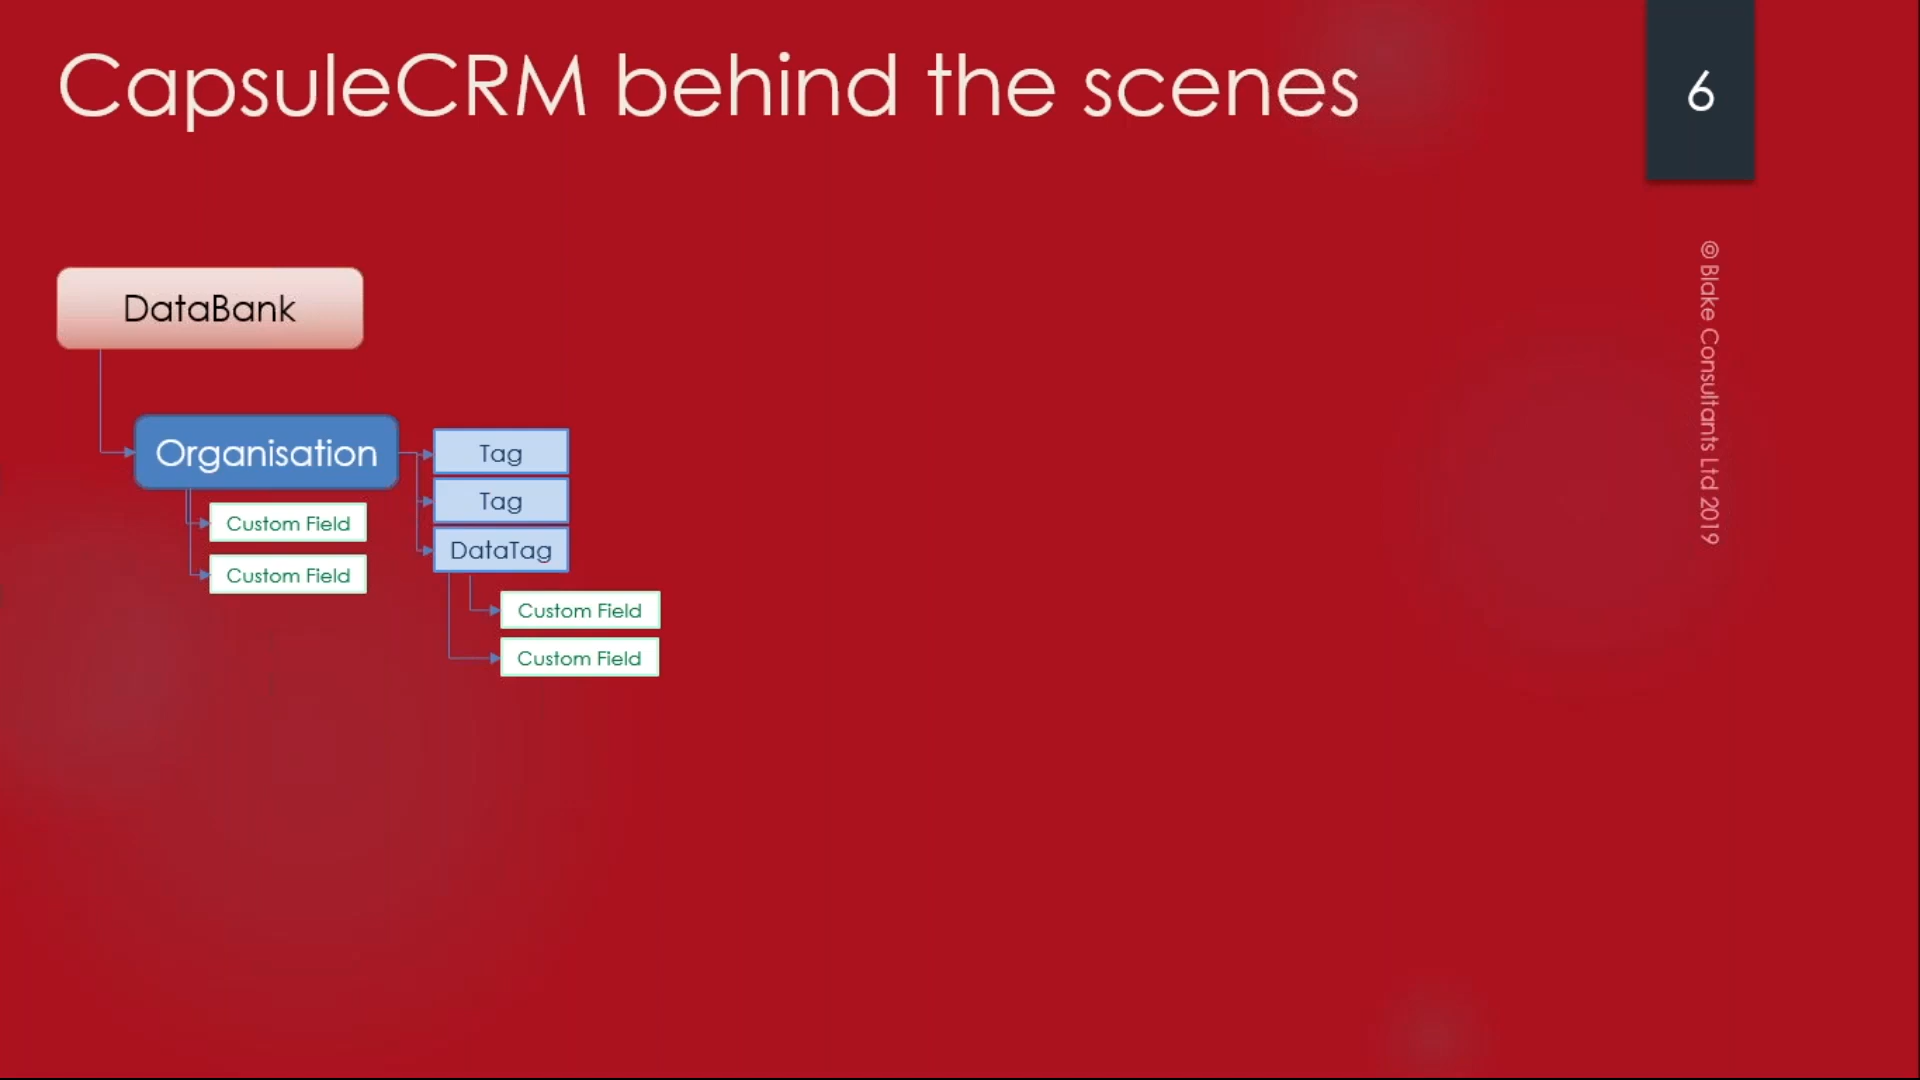 CapsuleCRM behind the scenes
6
© Blake Consultants Ltd 2019
DataBank
Organisation
Tag
Tag
DataTag
Custom Field
Custom Field
Custom Field
Custom Field